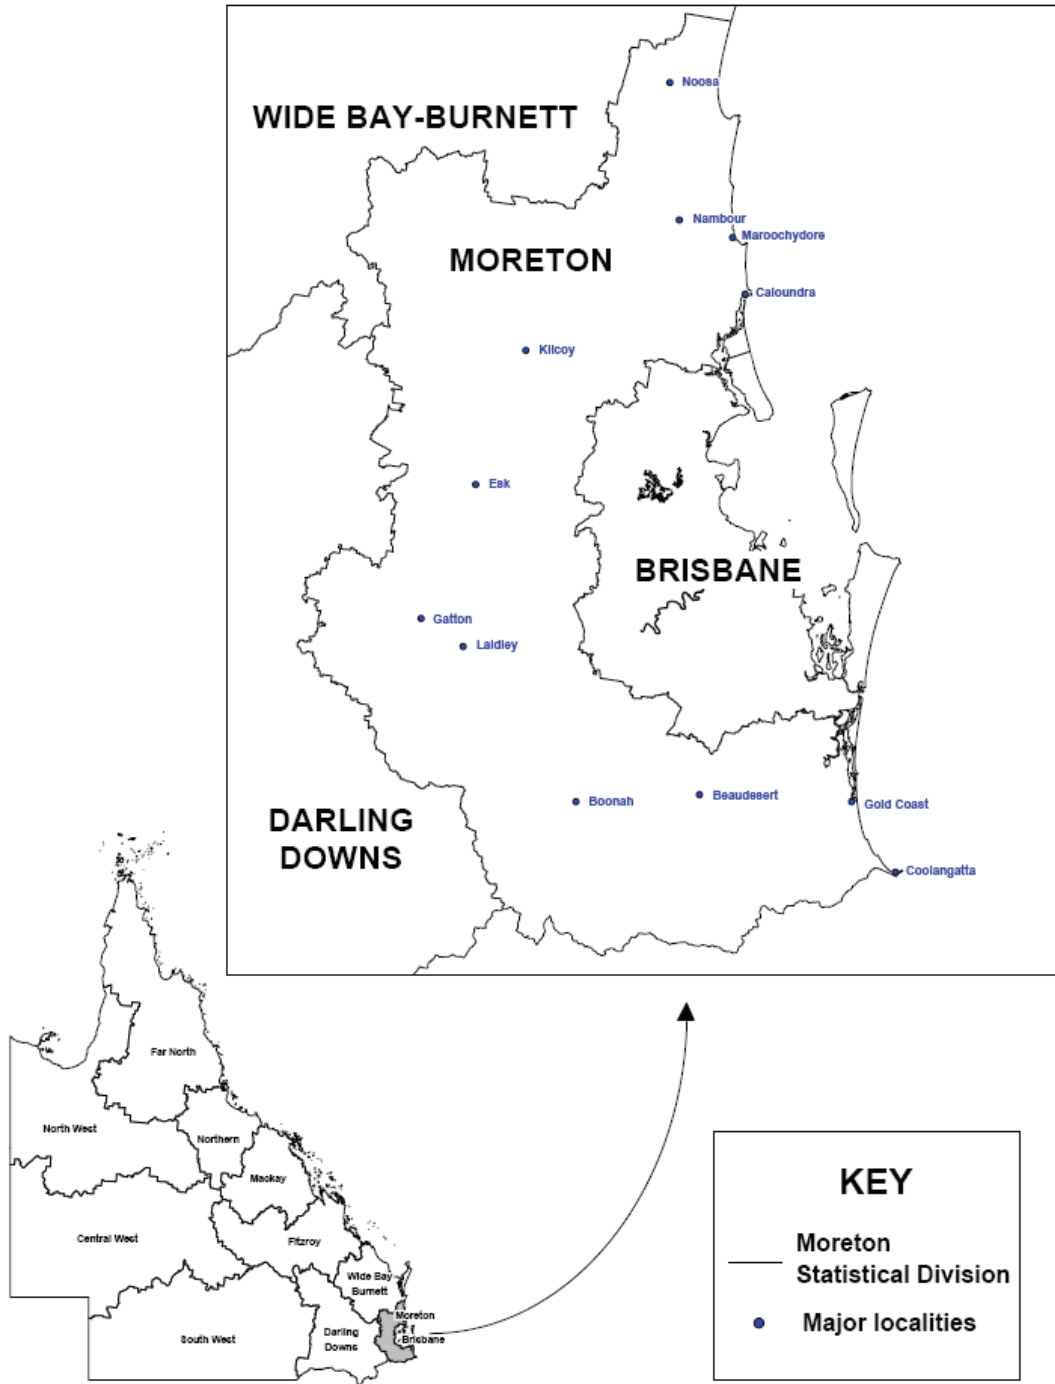 Noosa
WIDE BAY-BURNETT
Nambour
Maroochydore
MORETON
Caloundra
Kilcoy
Esk
BRISBANE
Gatton
Laidley
Boonah
Beaudesert
Gold Coast
DARLING
DOWNS
Coolangatta
Far North
North West
Northern
Mackay
Central West
Fitzroy
Wide Bay
Burnett
Moreton
South West
Darling
Downs
Brisbane
KEY
Moreton
Statistical Division
Major localities